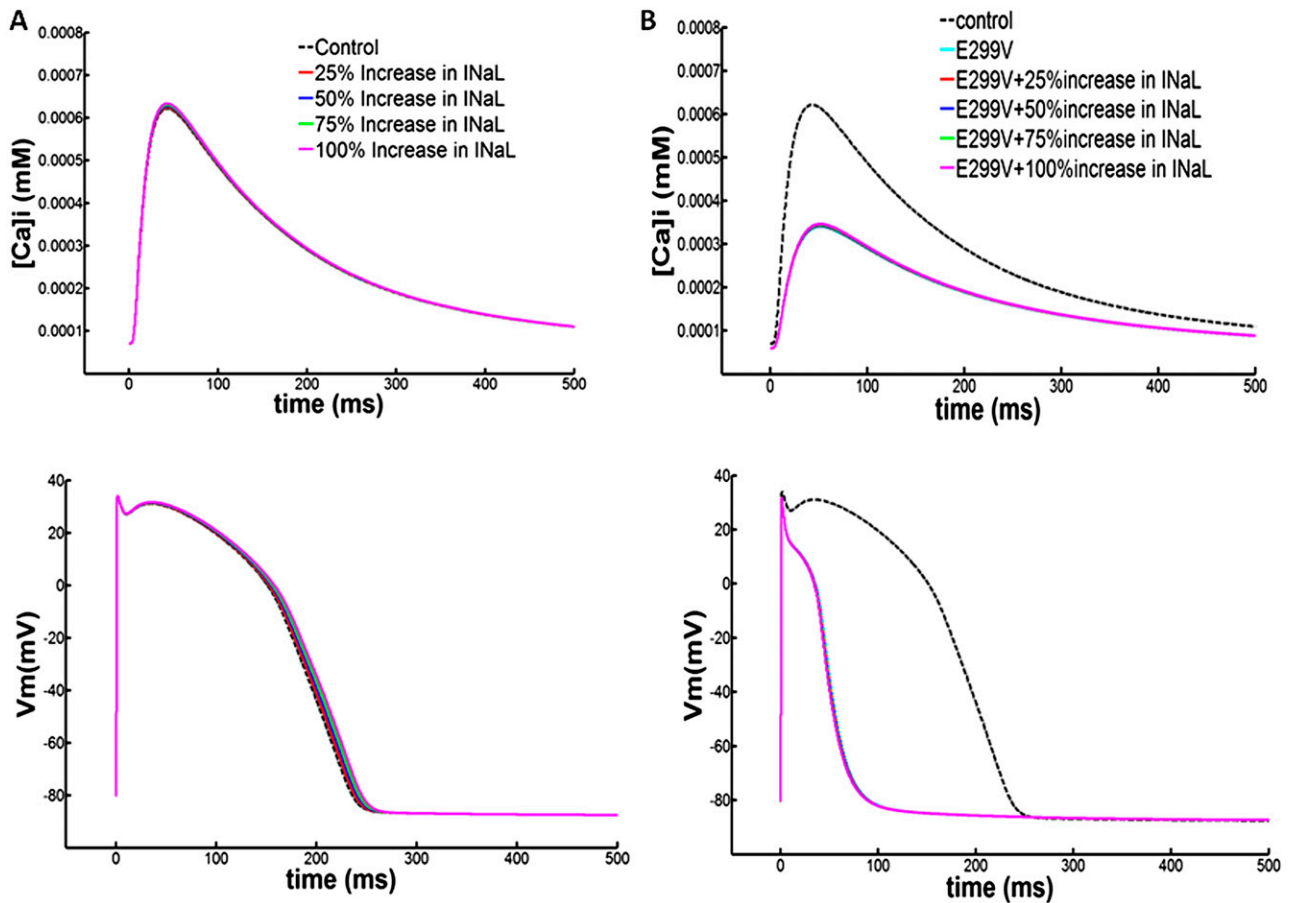 A
0.0008
0.0007
0.0006
0.0005
0.0004
0.0003
0.0002
0.0001
[Ca]i (mM)
Control
25% Increase in INaL
50% Increase in INaL
75% Increase in INaL
100% Increase in INaL
0
100
200
300
400
500
time (ms)
B
0.0008
0.0007
0.0006
0.0005
0.0004
0.0003
0.0002
0.0001
[Ca]i (mM)
control
E299V
E299V+25%increase in INaL
E299V+50%increase in INaL
E299V+75%increase in INaL
E299V+100%increase in INaL
0
100
200
300
400
500
time (ms)
40
20
0
-20
-40
-60
-80
Vm(mV)
0
100
200
300
400
500
time (ms)
40
20
0
-20
-40
-60
-80
Vm(mV)
0
100
200
300
400
500
time (ms)